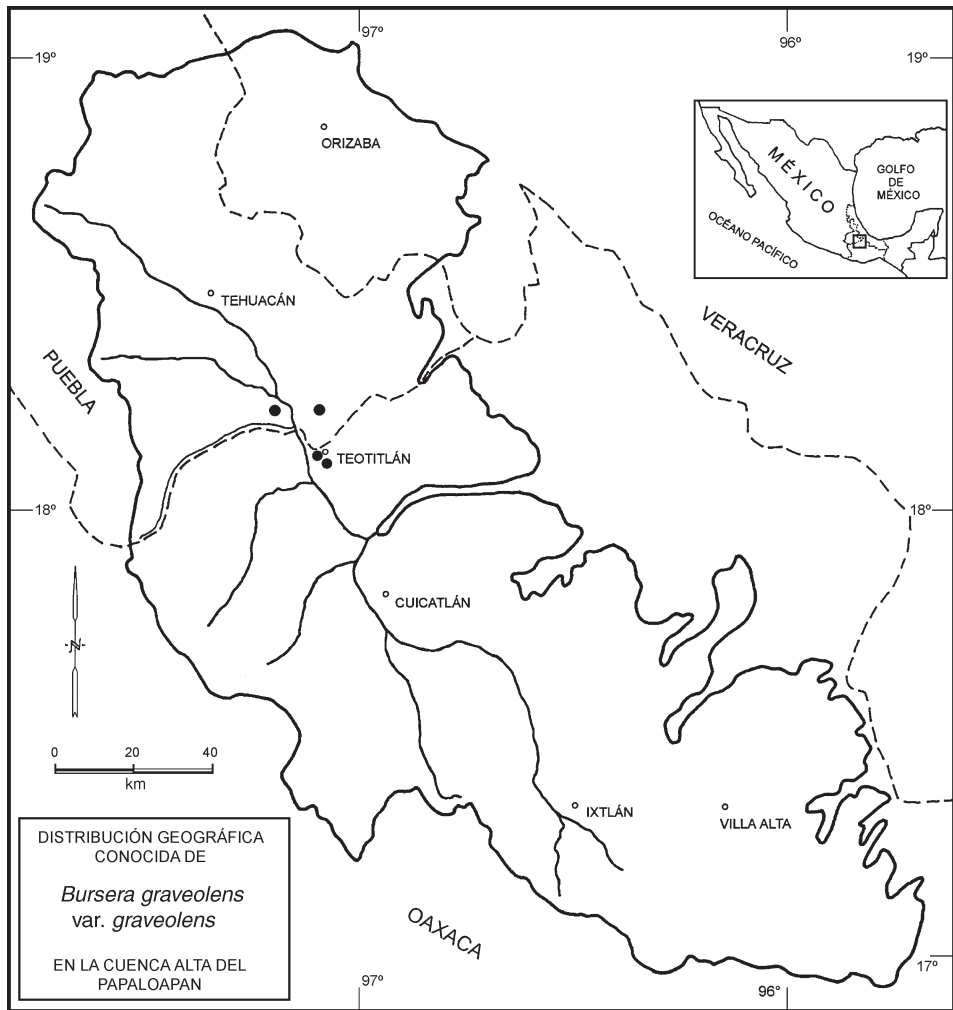 97º
96º
19º
19º
ORIZABA
MÉXICO
GOLFO
DE
MÉXICO
OCÉANO PACÍFICO
TEHUACÁN
VERACRUZ
PUEBLA
TEOTITLÁN
18º
18º
CUICATLÁN
N
0 20 40
km
IXTLÁN
VILLA ALTA
DISTRIBUCIÓN GEOGRÁFICA
CONOCIDA DE
Bursera graveolens
var. graveolens
EN LA CUENCA ALTA DEL
PAPALOAPAN
OAXACA
17º
97º
96º